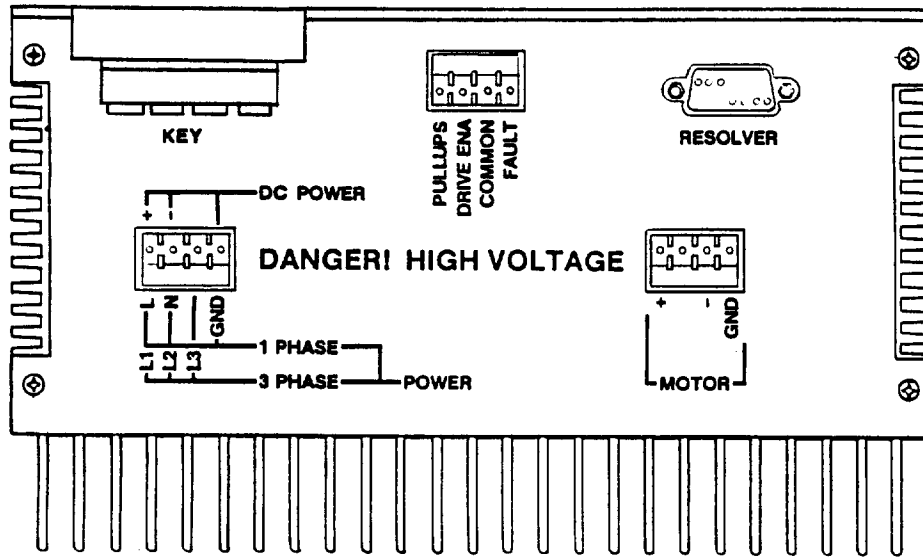 KEY
PULLUPS
DRIVE ENA
COMMON
FAULT
RESOLVER
DC POWER
+
-
DANGER! HIGH VOLTAGE
L
N
GND
+
-
GND
1 PHASE
L1
L2
L3
3 PHASE
POWER
MOTOR